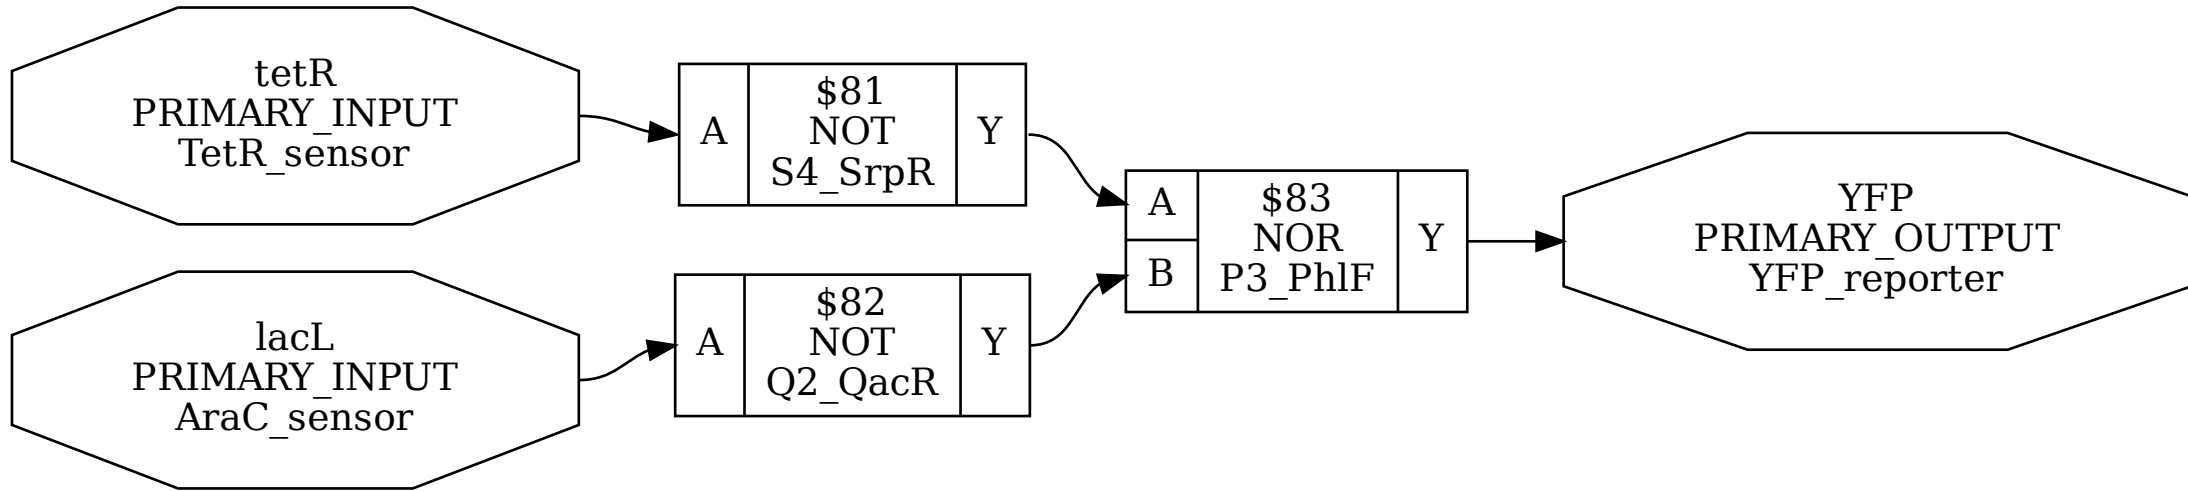 tetR
PRIMARY_INPUT
TetR_sensor
A
$81
NOT
S4_SrpR
Y
lacL
PRIMARY_INPUT
AraC_sensor
A
$82
NOT
Q2_QacR
Y
A
B
$83
NOR
P3_PhlF
Y
YFP
PRIMARY_OUTPUT
YFP_reporter